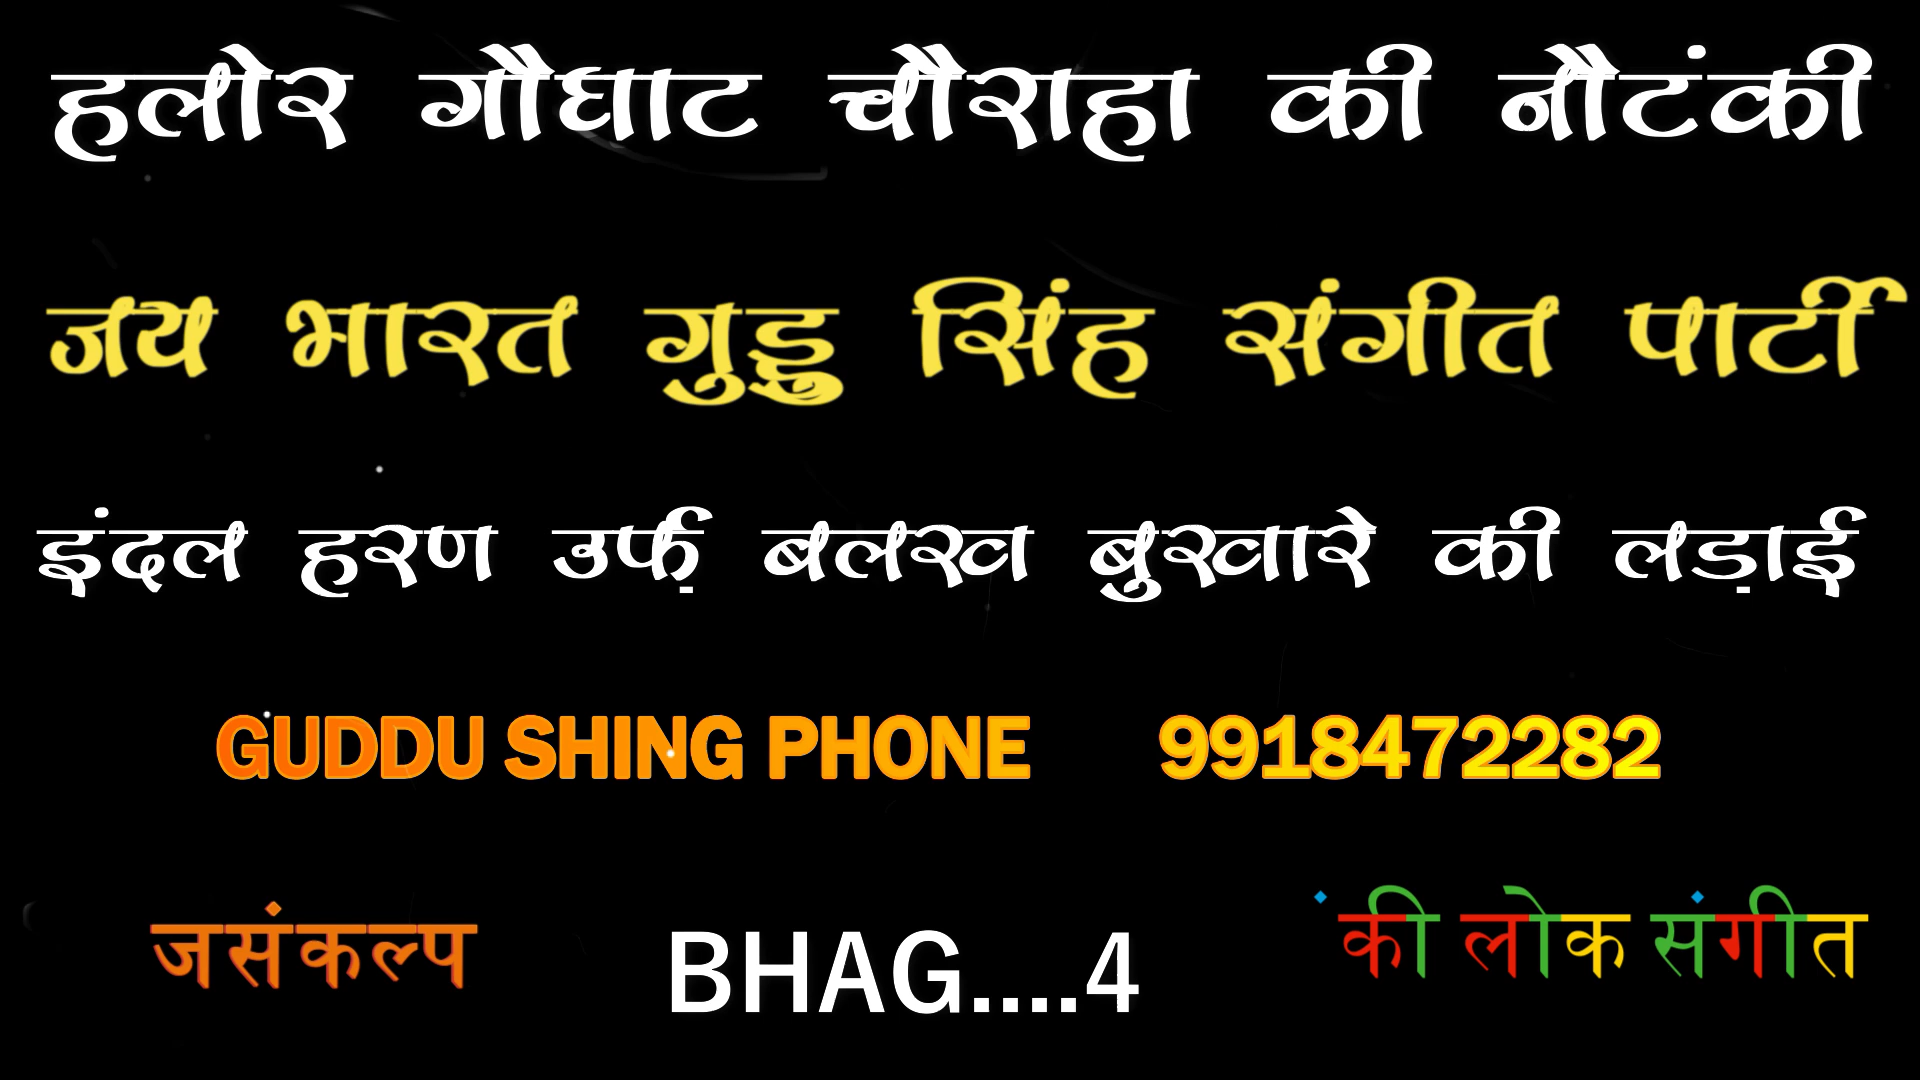 हलोर गौघाट चौराहा की नौटंकी
जय भारत गुड्डु सिंह संगीत पार्टी
इंदल हरण उर्फ़ बलख बुखारे की लड़ाई
GUDDU SHING PHONE 9918472282
जसंकल्प BHAG....4 ंकी लोक संगीत